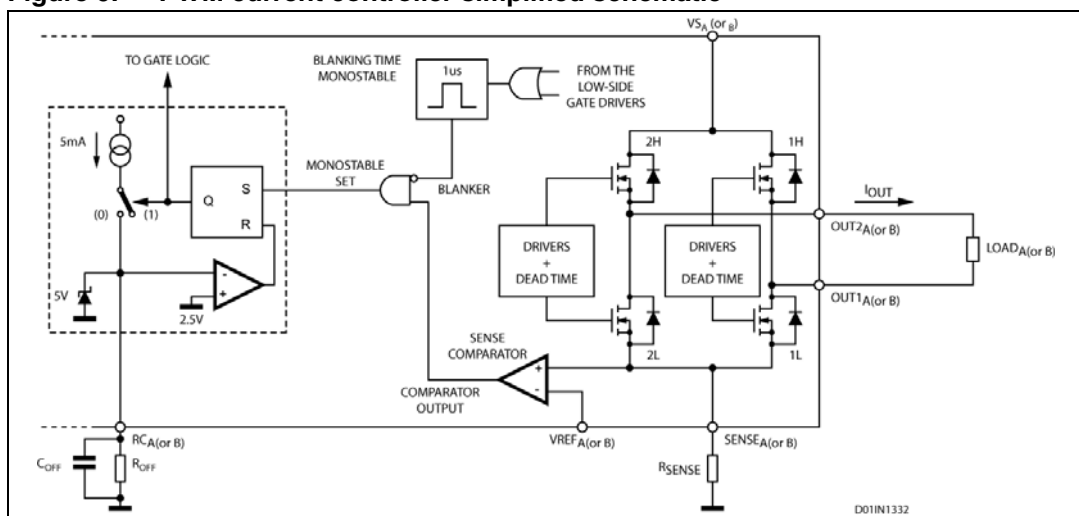 Figure 8. PWM current controller simplified schematic
VSA (or B)
TO GATE LOGIC
BLANKING TIME
MONOSTABLE
1us
FROM THE
LOW-SIDE
GATE DRIVERS
5mA
2H
1H
MONOSTABLE
SET
BLANKER
IOUT
Q
S
R
(0)
(1)
OUT2A(or B)
DRIVERS
+
DEAD TIME
DRIVERS
+
DEAD TIME
LOADA(or B)
5V
-
+
2.5V
OUT1A(or B)
2L
1L
SENSE
COMPARATOR
+
-
COMPARATOR
OUTPUT
RCA(or B)
VREFA(or B)
SENSEA(or B)
COFF
ROFF
RSENSE
D01IN1332